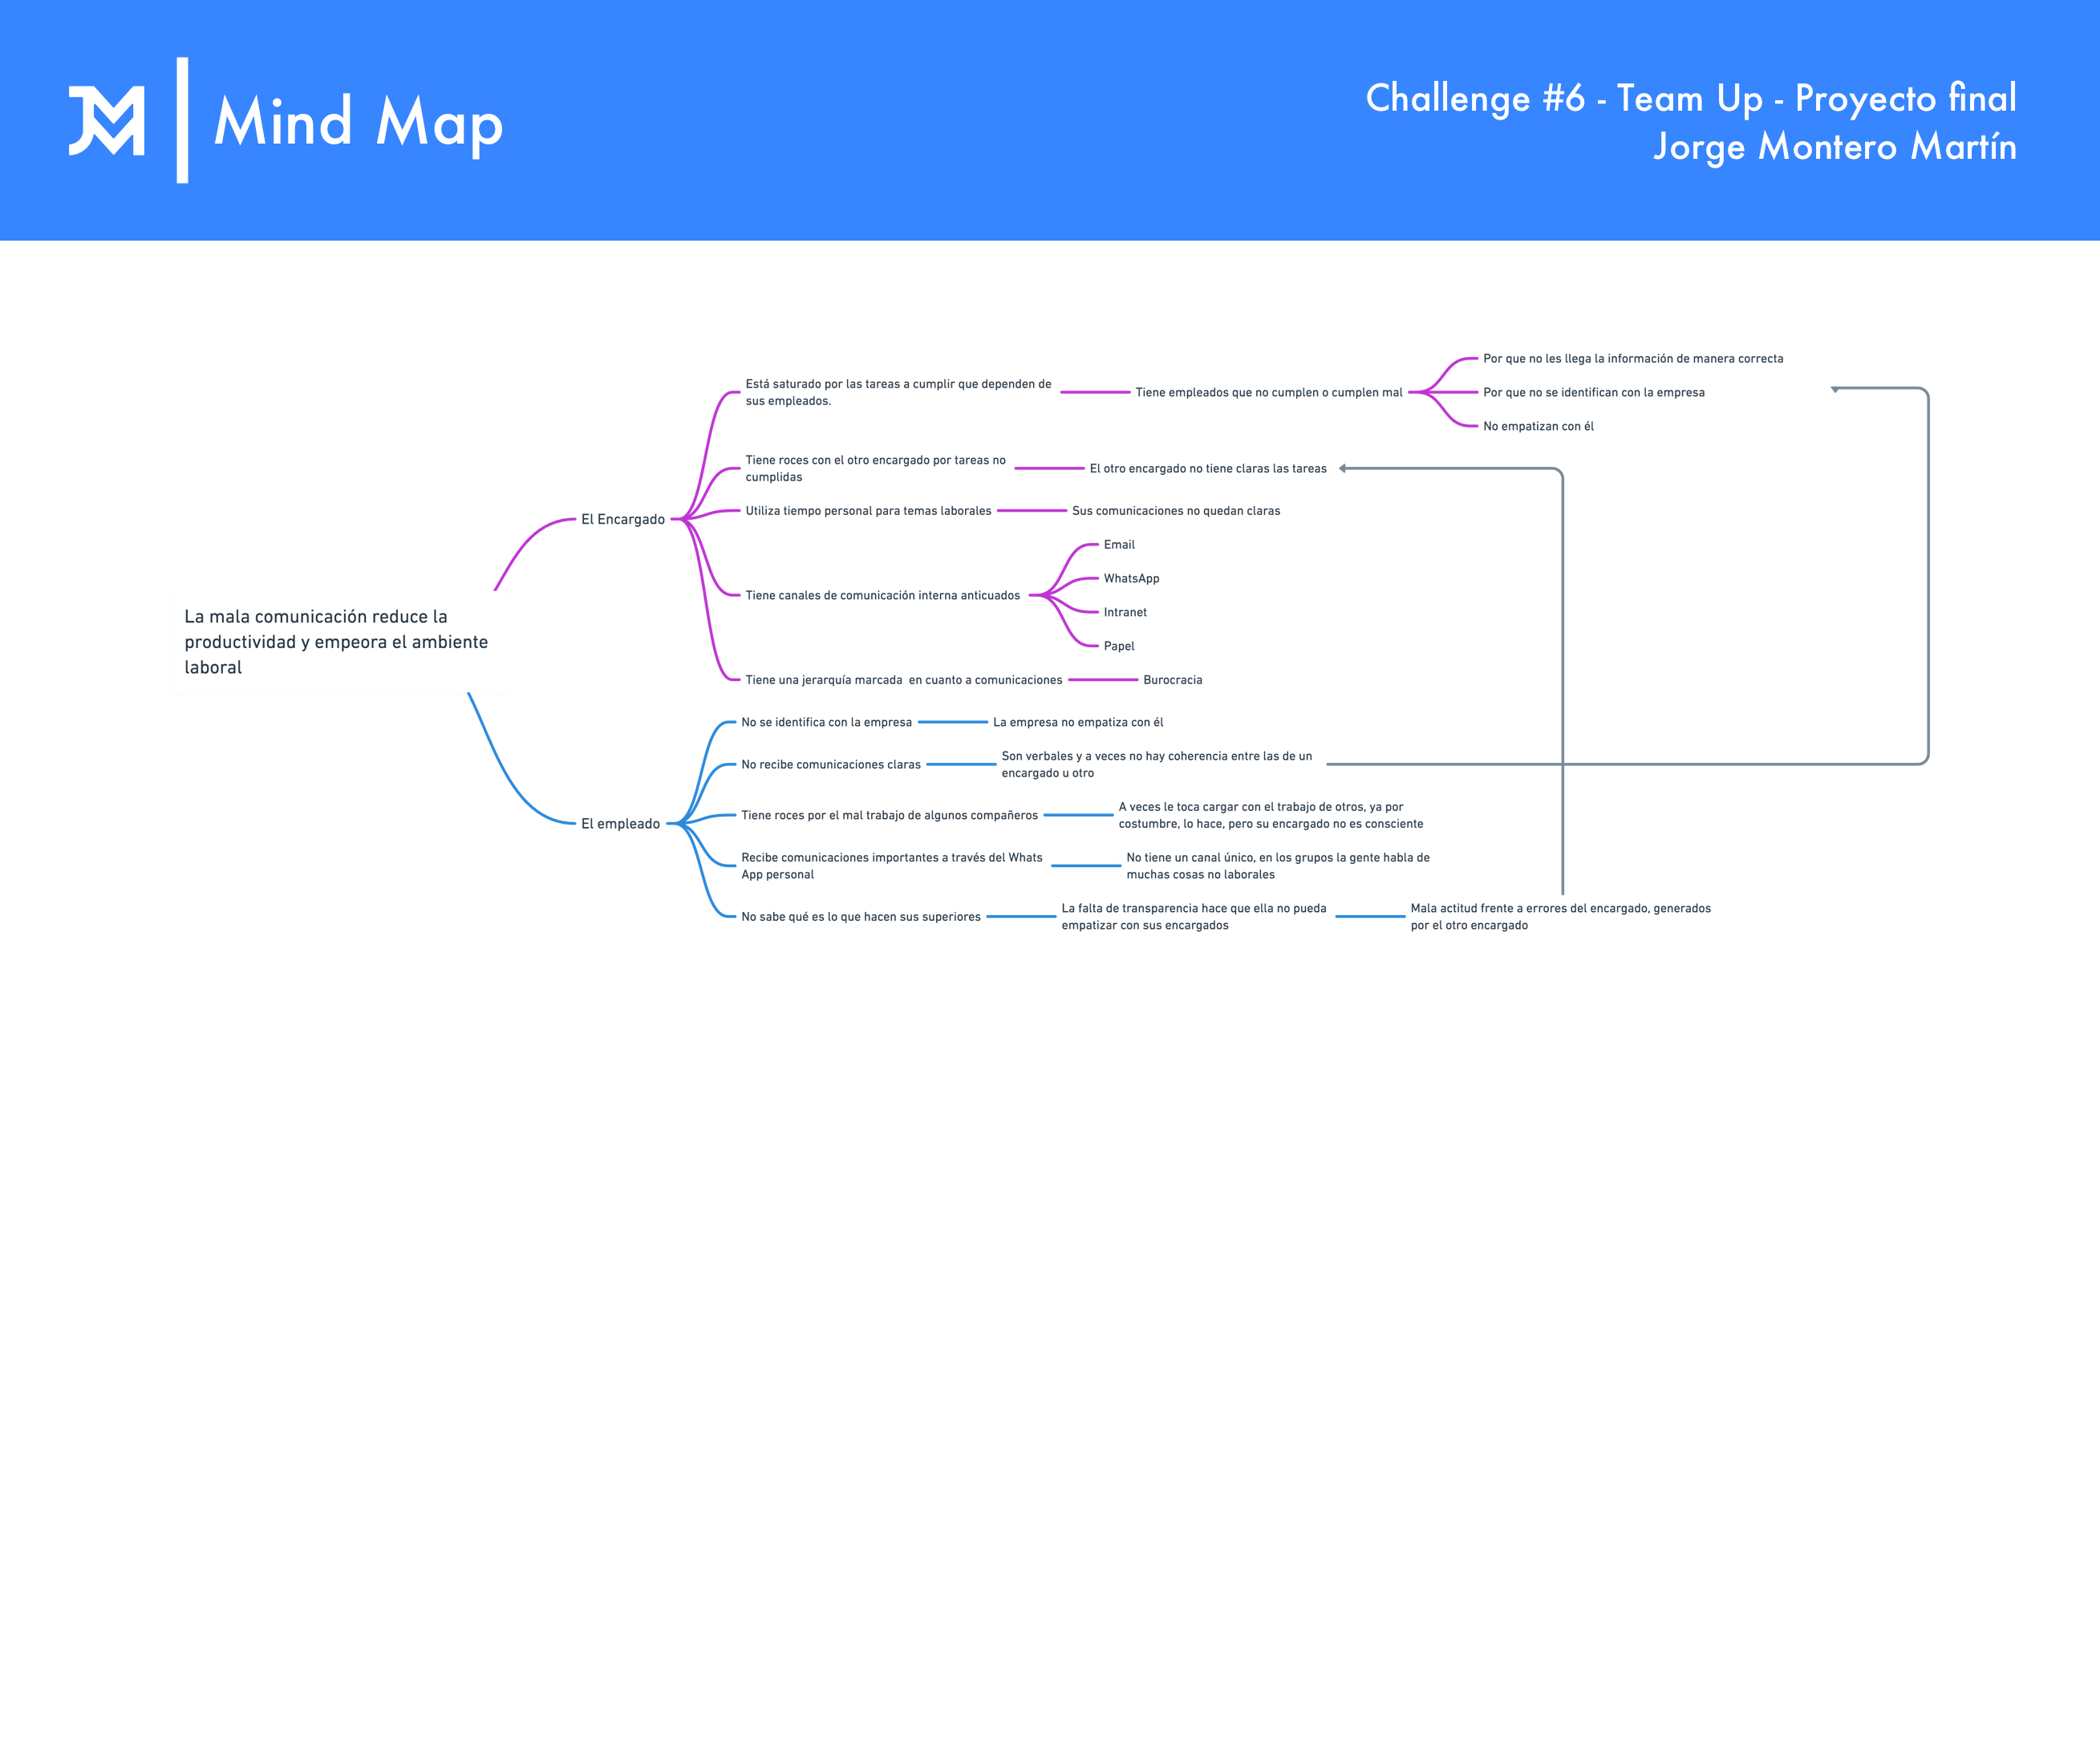 JM
Mind Map
Challenge #6 - Team Up - Proyecto final
Jorge Montero Martín
La mala comunicación reduce la
productividad y empeora el ambiente
laboral
El Encargado
Está saturado por las tareas a cumplir que dependen de
sus empleados.
Tiene empleados que no cumplen o cumplen mal
Por que no les llega la información de manera correcta
Por que no se identifican con la empresa
No empatizan con él
Tiene roces con el otro encargado por tareas no
cumplidas
El otro encargado no tiene claras las tareas
Utiliza tiempo personal para temas laborales
Sus comunicaciones no quedan claras
Tiene canales de comunicación interna anticuados
Email
WhatsApp
Intranet
Papel
Tiene una jerarquía marcada  en cuanto a comunicaciones
Burocracia
El empleado
No se identifica con la empresa
La empresa no empatiza con él
No recibe comunicaciones claras
Son verbales y a veces no hay coherencia entre las de un
encargado u otro
Tiene roces por el mal trabajo de algunos compañeros
A veces le toca cargar con el trabajo de otros, ya por
costumbre, lo hace, pero su encargado no es consciente
Recibe comunicaciones importantes a través del Whats
App personal
No tiene un canal único, en los grupos la gente habla de
muchas cosas no laborales
No sabe qué es lo que hacen sus superiores
La falta de transparencia hace que ella no pueda
empatizar con sus encargados
Mala actitud frente a errores del encargado, generados
por el otro encargado